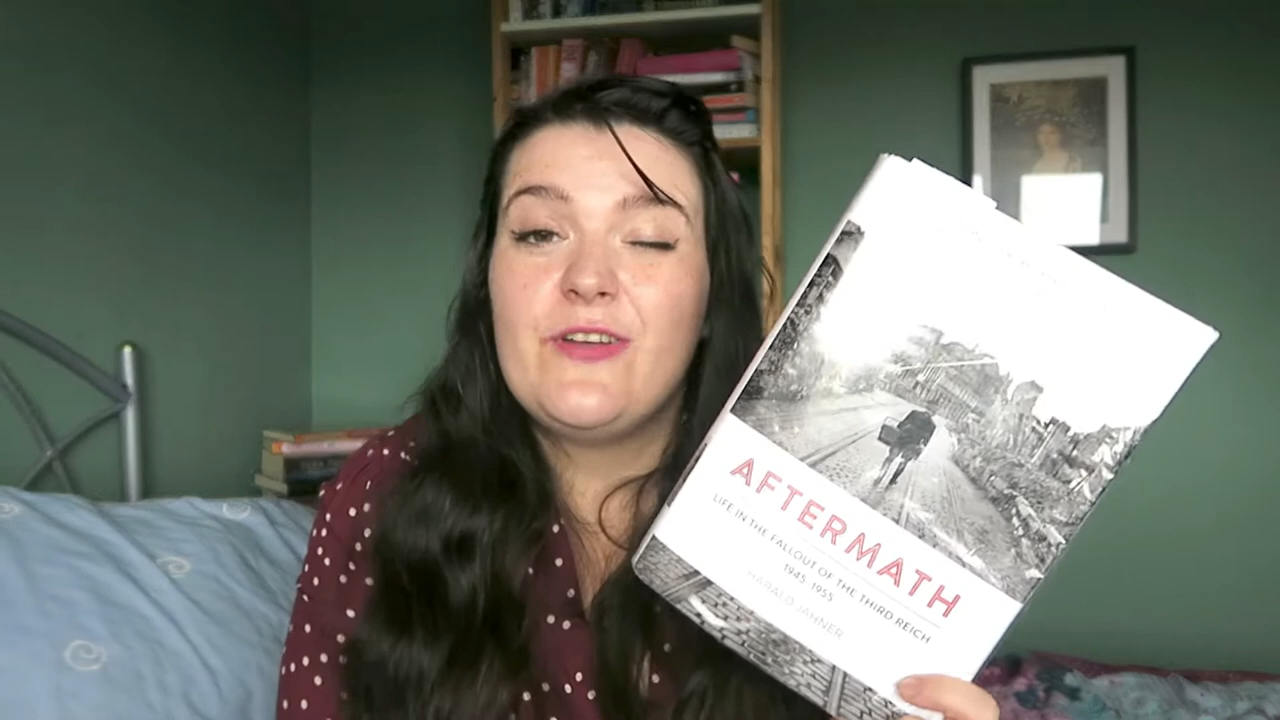 AFTERMATH
LIFE IN THE FALLOUT OF THE THIRD REICH
1945-1955
HARALD JÄHNER